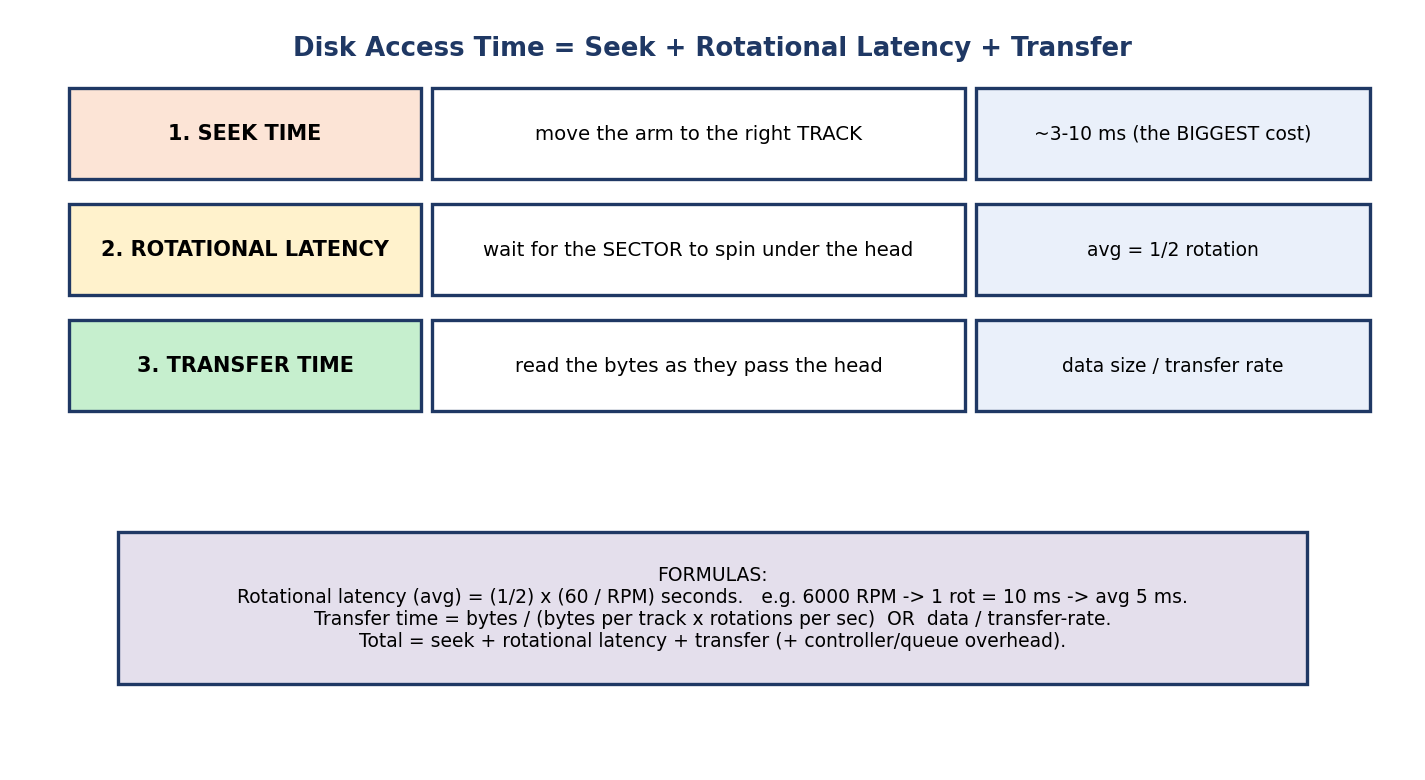 Disk Access Time = Seek + Rotational Latency + Transfer
1. SEEK TIME
move the arm to the right TRACK
~3-10 ms (the BIGGEST cost)
2. ROTATIONAL LATENCY
wait for the SECTOR to spin under the head
avg = 1/2 rotation
3. TRANSFER TIME
read the bytes as they pass the head
data size / transfer rate
FORMULAS:
Rotational latency (avg) = (1/2) x (60 / RPM) seconds.   e.g. 6000 RPM -> 1 rot = 10 ms -> avg 5 ms.
Transfer time = bytes / (bytes per track x rotations per sec)  OR  data / transfer-rate.
Total = seek + rotational latency + transfer (+ controller/queue overhead).